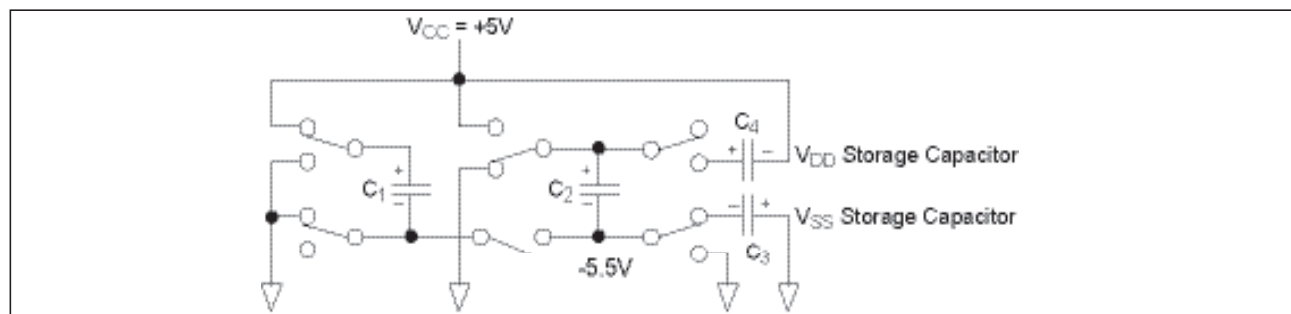 VCC = +5V
C4
+ –
VDD Storage Capacitor
+
C1
–
+
C2
–
– +
VSS Storage Capacitor
C3
-5.5V